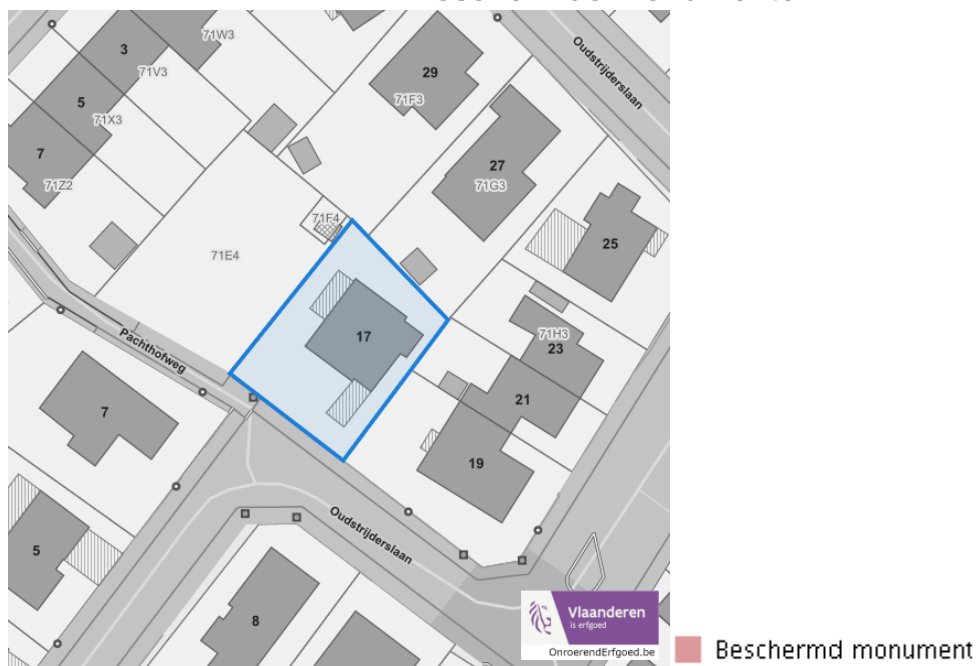 71W3
3
71V3
29
71F3
Oudstrijderslaan
5
71X3
7
27
71Z2
71G3
71F4
25
71E4
17
71H3
23
Pachthofweg
7
21
19
Oudstrijderslaan
5
8
Vlaanderen
is erfgoed
OnroerendErfgoed.be
Beschermd monument